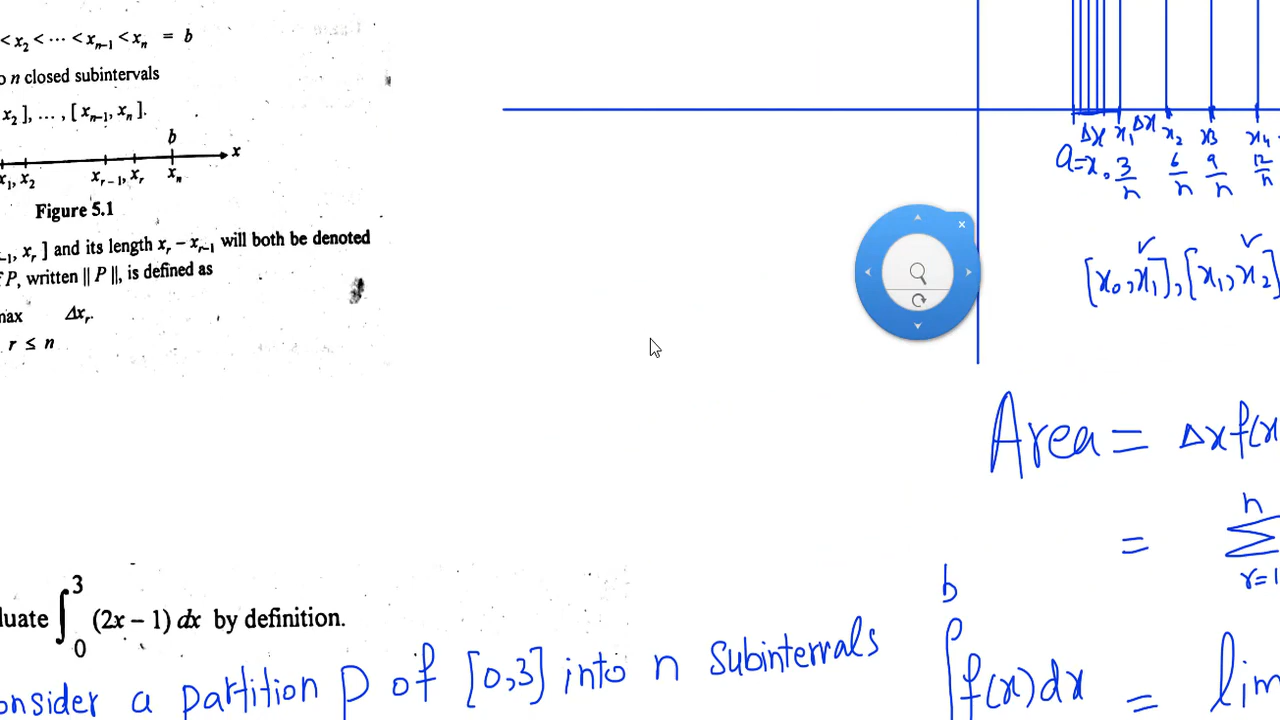 < x₂ < ⋯ < xₙ₋₁ < xₙ = b
o n closed subintervals
x₂], … , [xₙ₋₁, xₙ].
b
x
x₁, x₂ xᵣ₋₁, xᵣ xₙ
Figure 5.1
₋₁, xᵣ ] and its length xᵣ − xᵣ₋₁ will both be denoted
P, written || P ||, is defined as
max Δxᵣ.
r ≤ n
luate ∫₀³ (2x − 1) dx by definition.
onsider a partition P of [0,3] into n subintervals
Δx x₁ Δx x₂ x3 x4
a=x₀ 3/n 6/n 9/n 12/n
[x₀,x₁],[x₁,x₂]
Area = Δx f(x
= n Σ r=1
b ∫ f(x)dx = lim